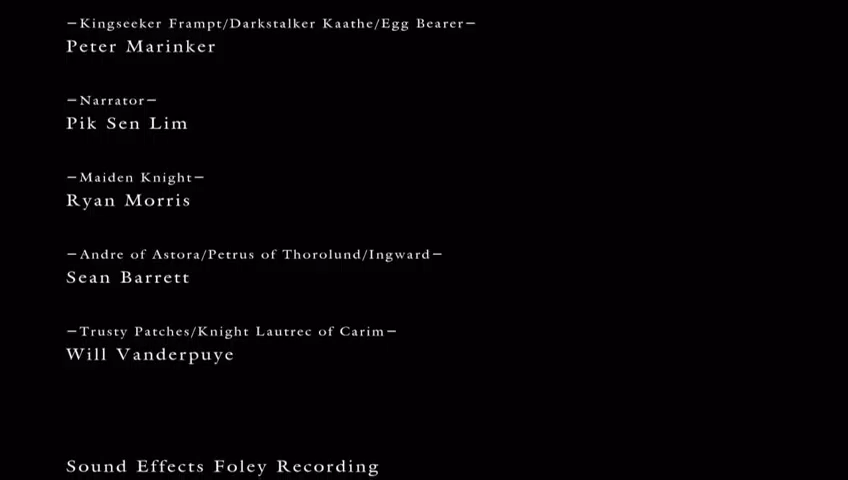 —Kingseeker Frampt/Darkstalker Kaathe/Egg Bearer—
Peter Marinker
—Narrator—
Pik Sen Lim
—Maiden Knight—
Ryan Morris
—Andre of Astora/Petrus of Thorolund/Ingward—
Sean Barrett
—Trusty Patches/Knight Lautrec of Carim—
Will Vanderpuye
Sound Effects Foley Recording